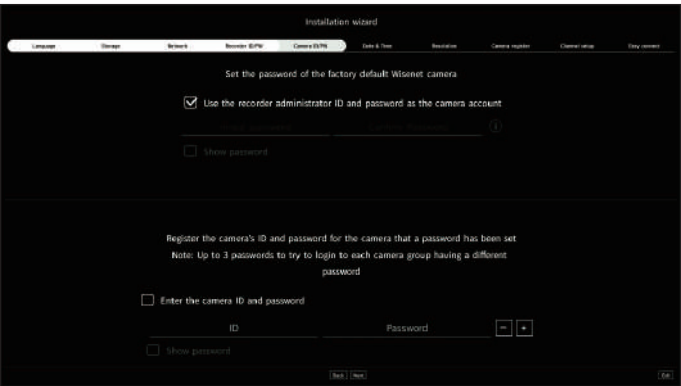 Installation wizard
Language Storage Network Recorder ID/PW Camera ID/PW Date & Time Resolution Camera register Channel setup Easy connect
Set the password of the factory default Wisenet camera
Use the recorder administrator ID and password as the camera account
Show password
Register the camera's ID and password for the camera that a password has been set
Note: Up to 3 passwords to try to login to
each camera group having a different
password
Enter the camera ID and password
ID Password
Show password
Back Next Exit